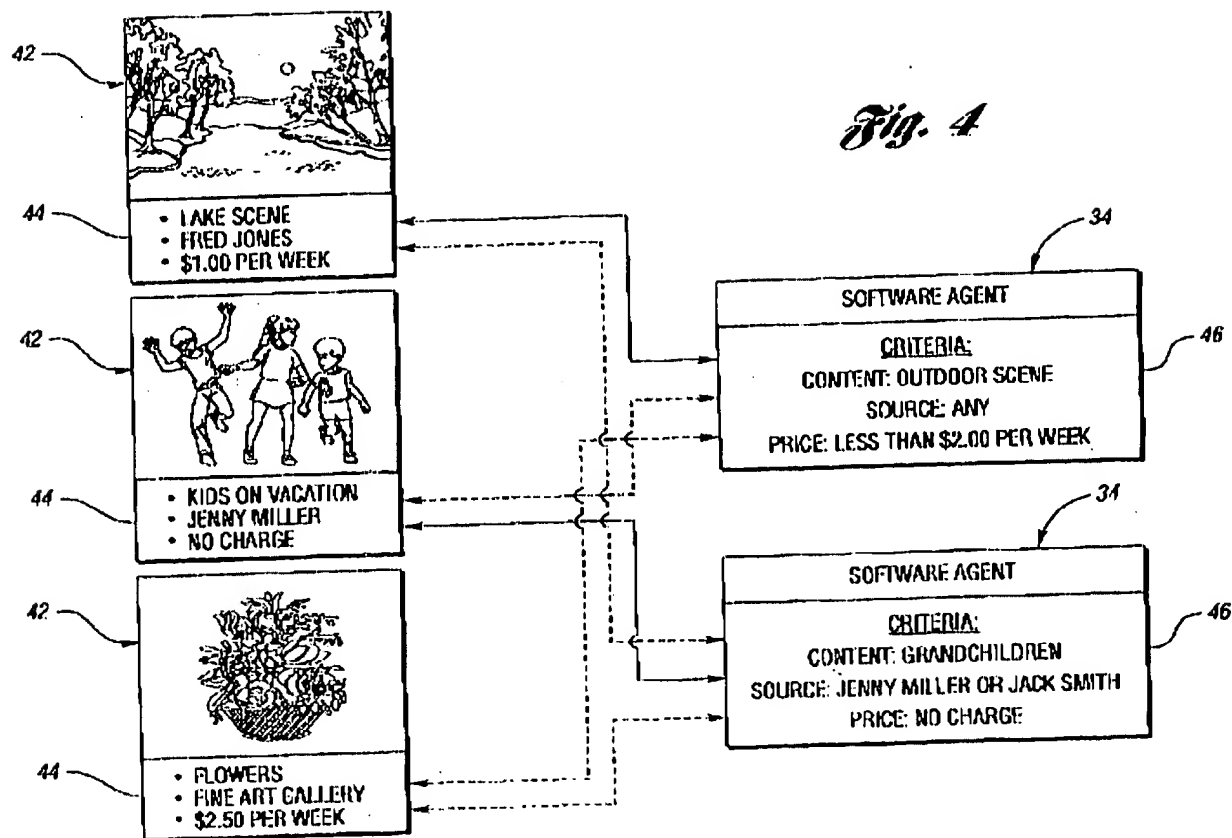 42
44
• LAKE SCENE
• FRED JONES
• $1.00 PER WEEK
42
44
• KIDS ON VACATION
• JENNY MILLER
• NO CHARGE
42
44
• FLOWERS
• FINE ART GALLERY
• $2.50 PER WEEK
Fig. 4
34
SOFTWARE AGENT
46
CRITERIA:
CONTENT: OUTDOOR SCENE
SOURCE: ANY
PRICE: LESS THAN $2.00 PER WEEK
34
SOFTWARE AGENT
46
CRITERIA:
CONTENT: GRANDCHILDREN
SOURCE: JENNY MILLER OR JACK SMITH
PRICE: NO CHARGE